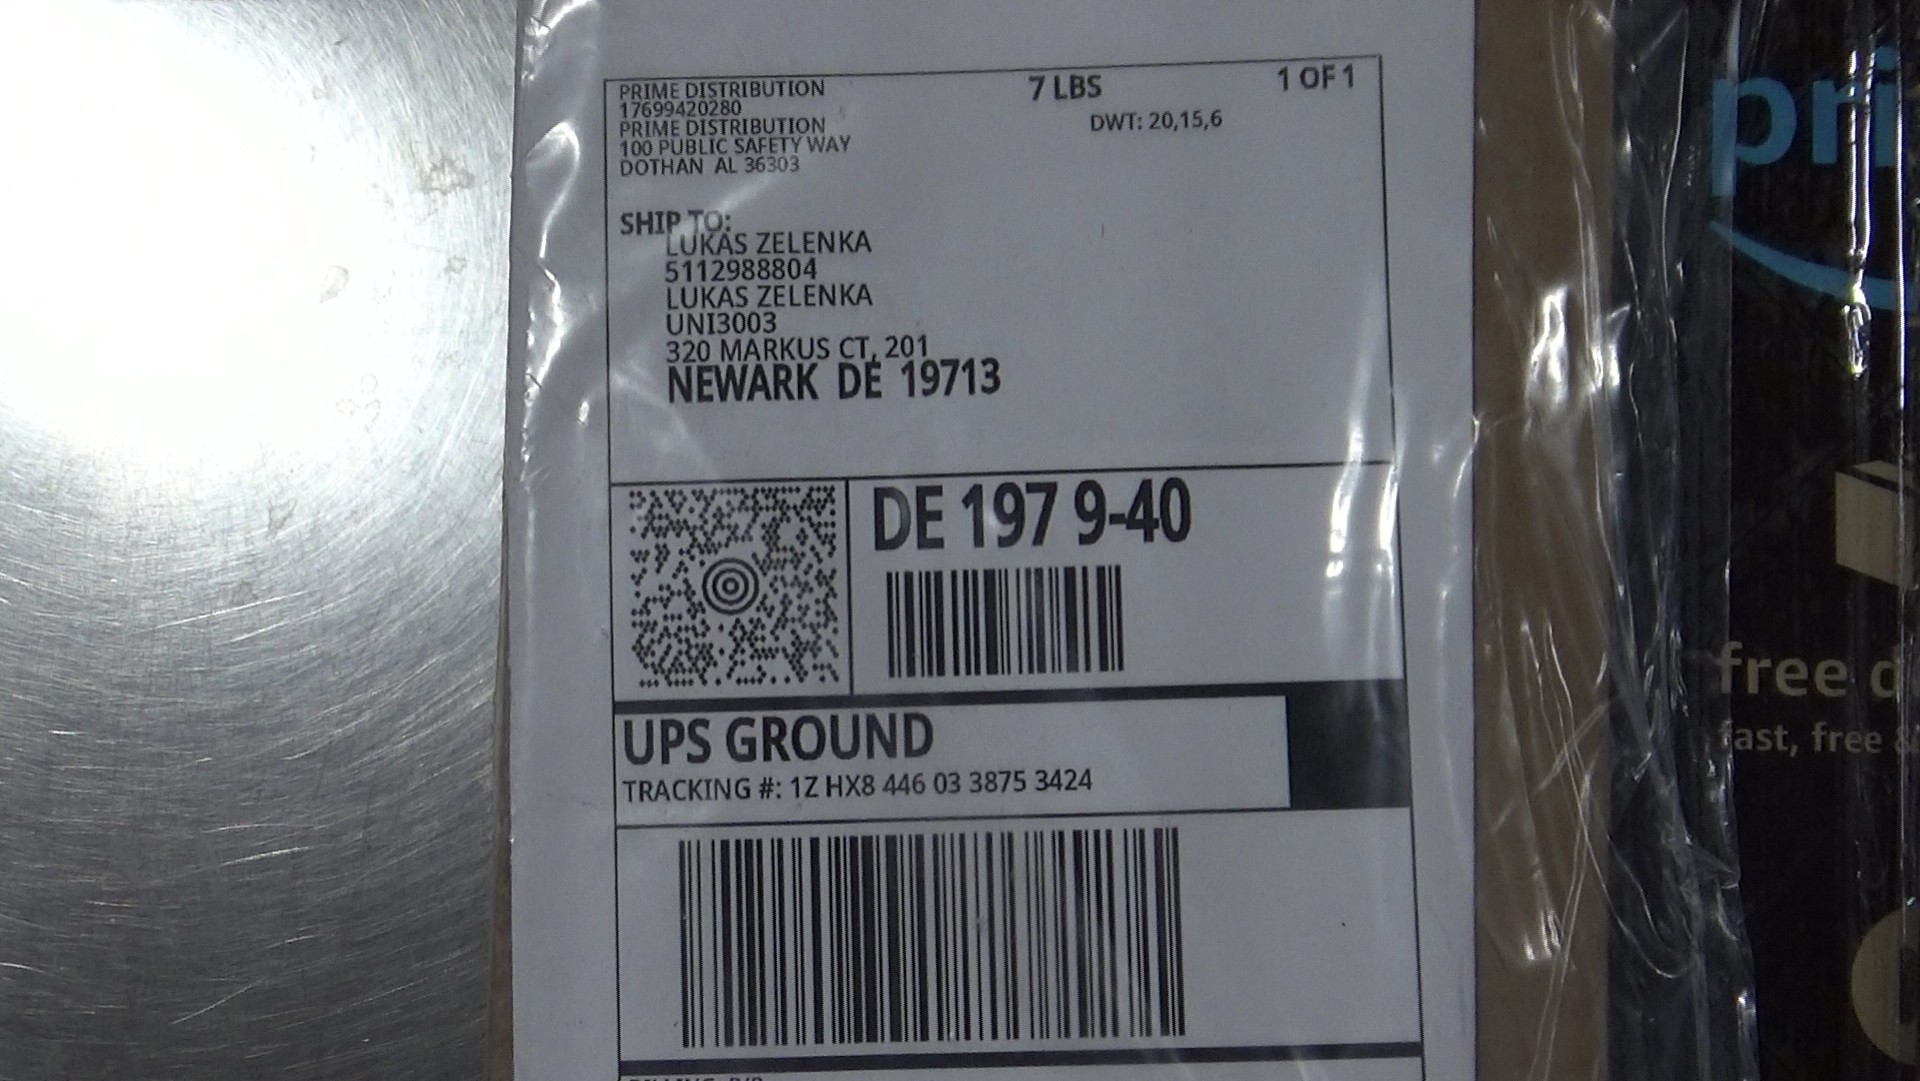 PRIME DISTRIBUTION
17699420280
PRIME DISTRIBUTION
100 PUBLIC SAFETY WAY
DOTHAN AL 36303
7 LBS
1 OF 1
DWT: 20,15,6
SHIP TO:
LUKAS ZELENKA
5112988804
LUKAS ZELENKA
UNI3003
320 MARKUS CT, 201
NEWARK DE 19713
DE 197 9-40
UPS GROUND
TRACKING #: 1Z HX8 446 03 3875 3424
pri
free d
fast, free